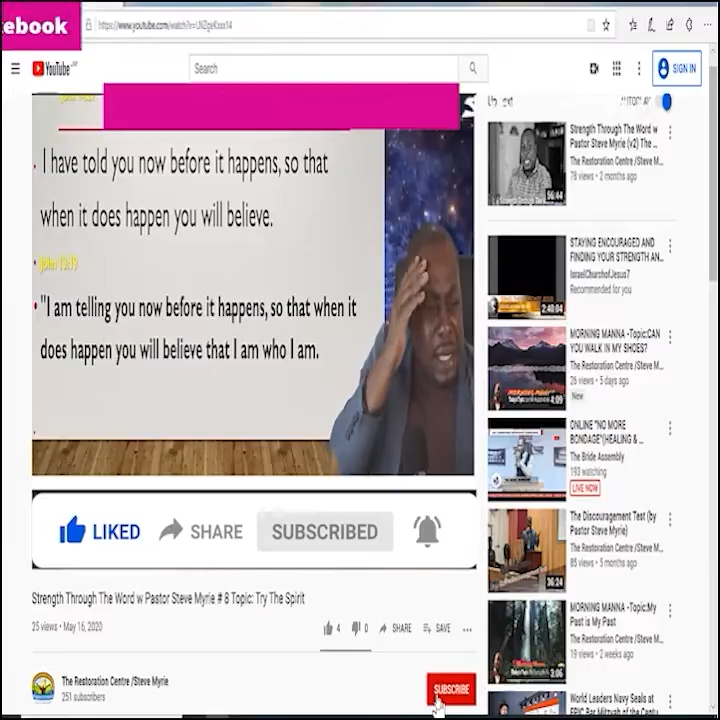 ebook
YouTube
Search
SIGN IN
I have told you now before it happens, so that
when it does happen you will believe.
John 13:19
"I am telling you now before it happens, so that when it
does happen you will believe that I am who I am.
LIKED
SHARE
SUBSCRIBED
Strength Through The Word w Pastor Steve Myrie # 8 Topic: Try The Spirit
25 views • May 16, 2020
4
0
SHARE
SAVE
The Restoration Centre /Steve Myrie
251 subscribers
SUBSCRIBE
Strength Through The Word w
Pastor Steve Myrie (v2) The ...
The Restoration Centre /Steve M...
78 views • 2 months ago
56:44
STAYING ENCOURAGED AND
FINDING YOUR STRENGTH AN...
IsraelChurchofJesus7
Recommended for you
2:40:04
MORNING MANNA -Topic:CAN
YOU WALK IN MY SHOES?
The Restoration Centre /Steve M...
26 views • 5 days ago
New
4:09
ONLINE "NO MORE
BONDAGE"(HEALING & ...
The Bride Assembly
193 watching
LIVE NOW
The Discouragement Test (by
Pastor Steve Myrie)
The Restoration Centre /Steve M...
85 views • 5 months ago
36:24
MORNING MANNA -Topic:My
Past is My Past
The Restoration Centre /Steve M...
19 views • 2 weeks ago
3:06
World Leaders Navy Seals at